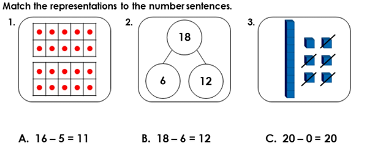 Match the representations to the number sentences.
1. 2. 3.
18
6 12
A. 16 – 5 = 11 B. 18 – 6 = 12 C. 20 – 0 = 20